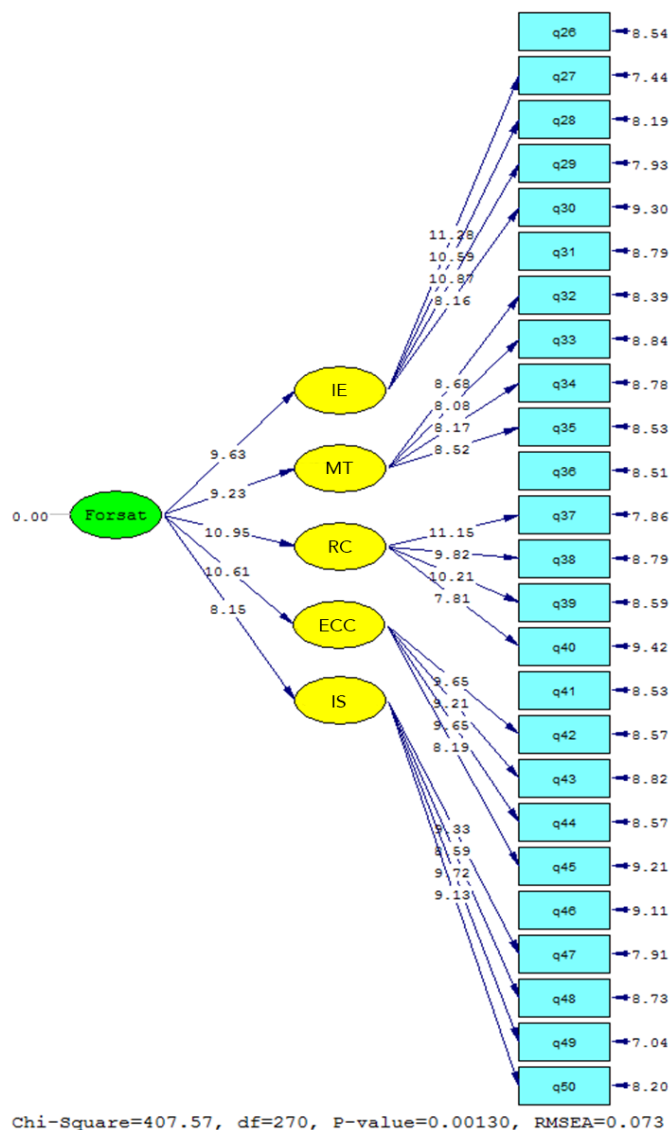 q26 8.54
q27 7.44
q28 8.19
q29 7.93
q30 9.30
q31 8.79
q32 8.39
q33 8.84
q34 8.78
q35 8.53
q36 8.51
q37 7.86
q38 8.79
q39 8.59
q40 9.42
q41 8.53
q42 8.57
q43 8.82
q44 8.57
q45 9.21
q46 9.11
q47 7.91
q48 8.73
q49 7.04
q50 8.20
11.28
10.59
10.87
8.16
8.68
8.08
8.17
8.52
11.15
9.82
10.21
7.81
9.65
9.21
9.65
8.19
9.33
8.59
9.72
9.13
IE
MT
RC
ECC
IS
9.63
9.23
10.95
10.61
8.15
0.00 Forsat
Chi-Square=407.57, df=270, P-value=0.00130, RMSEA=0.073